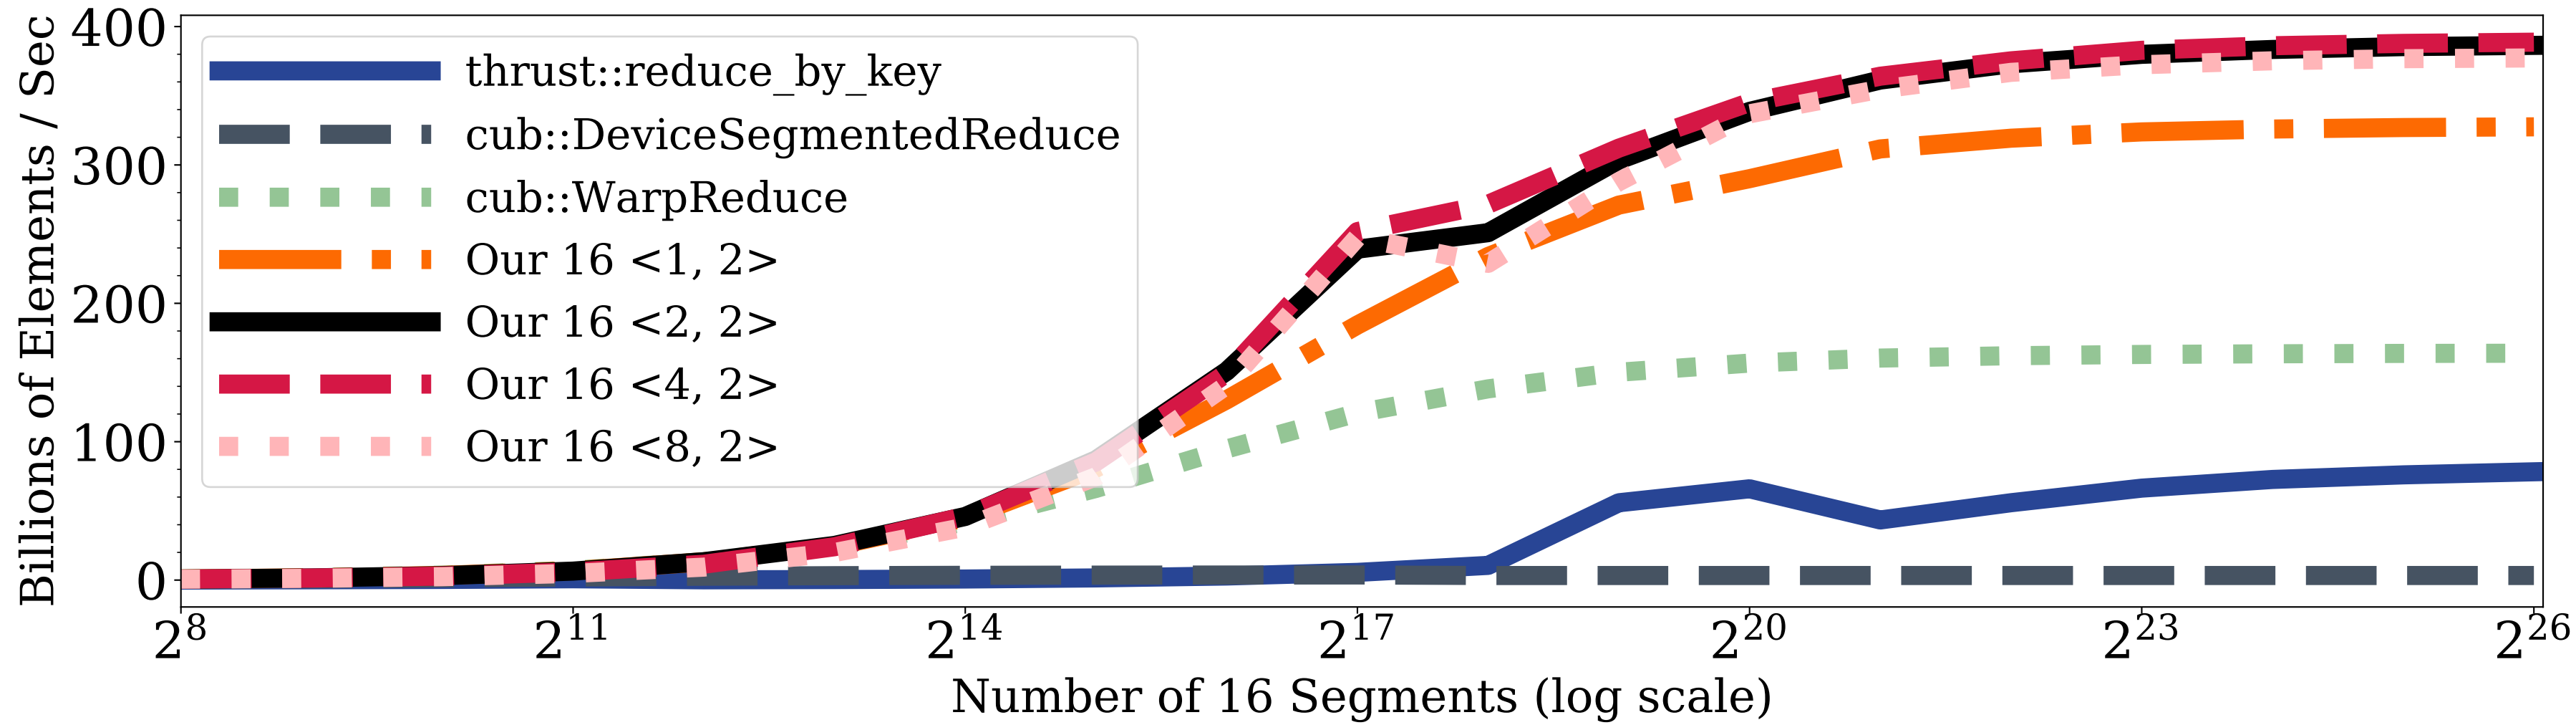 Billions of Elements / Sec
400
300
200
100
0
thrust::reduce_by_key
cub::DeviceSegmentedReduce
cub::WarpReduce
Our 16 <1, 2>
Our 16 <2, 2>
Our 16 <4, 2>
Our 16 <8, 2>
2^8 2^11 2^14 2^17 2^20 2^23 2^26
Number of 16 Segments (log scale)